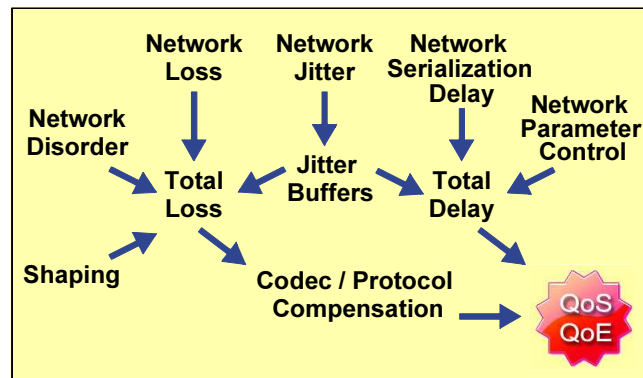 Network
Loss
Network
Jitter
Network
Serialization
Delay
Network
Parameter
Control
Network
Disorder
Total
Loss
Jitter
Buffers
Total
Delay
Shaping
Codec / Protocol
Compensation
QoS
QoE